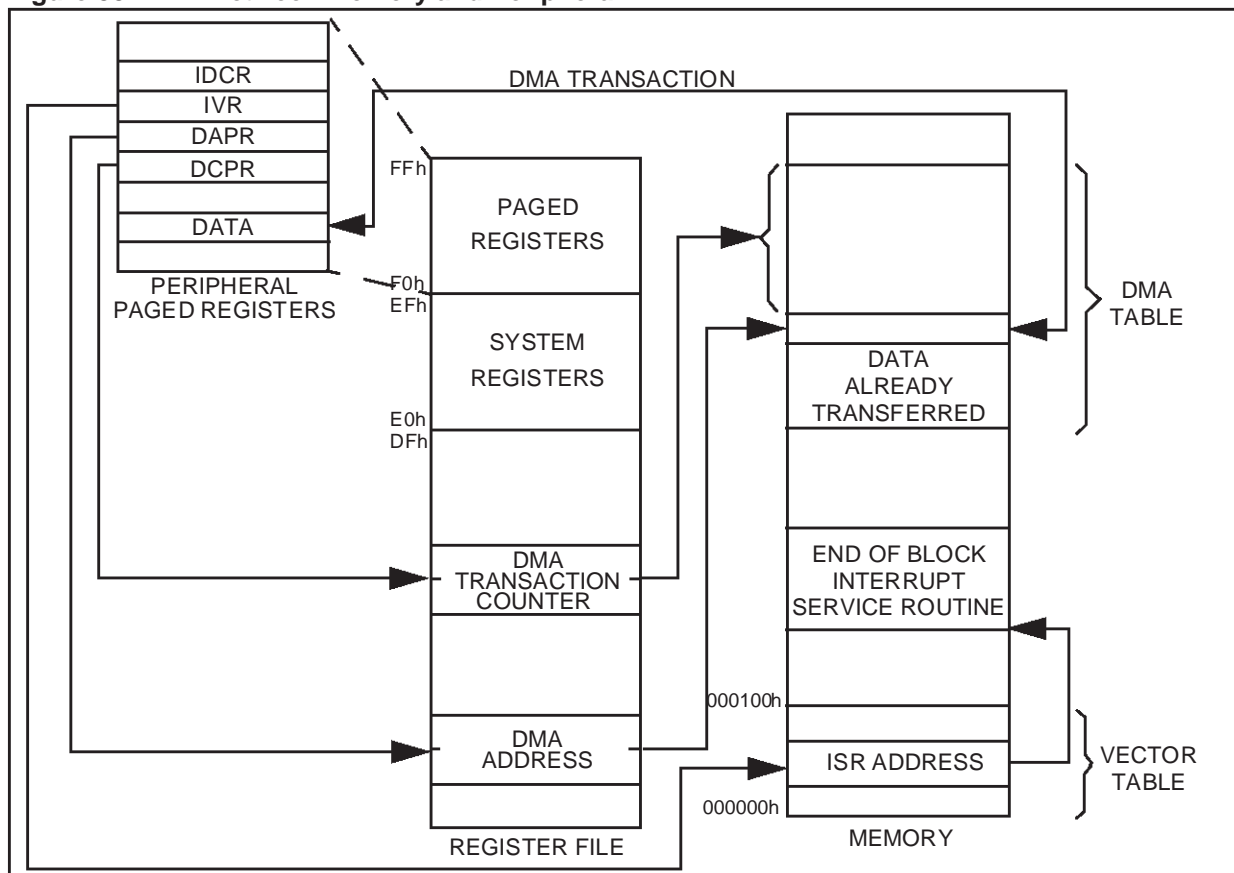 IDCR
IVR
DAPR
DCPR
DATA
PERIPHERAL
PAGED REGISTERS
DMA TRANSACTION
FFh
PAGED
REGISTERS
F0h
EFh
SYSTEM
REGISTERS
E0h
DFh
DMA
TRANSACTION
COUNTER
DMA
ADDRESS
REGISTER FILE
DATA
ALREADY
TRANSFERRED
END OF BLOCK
INTERRUPT
SERVICE ROUTINE
000100h
ISR ADDRESS
000000h
MEMORY
DMA
TABLE
VECTOR
TABLE